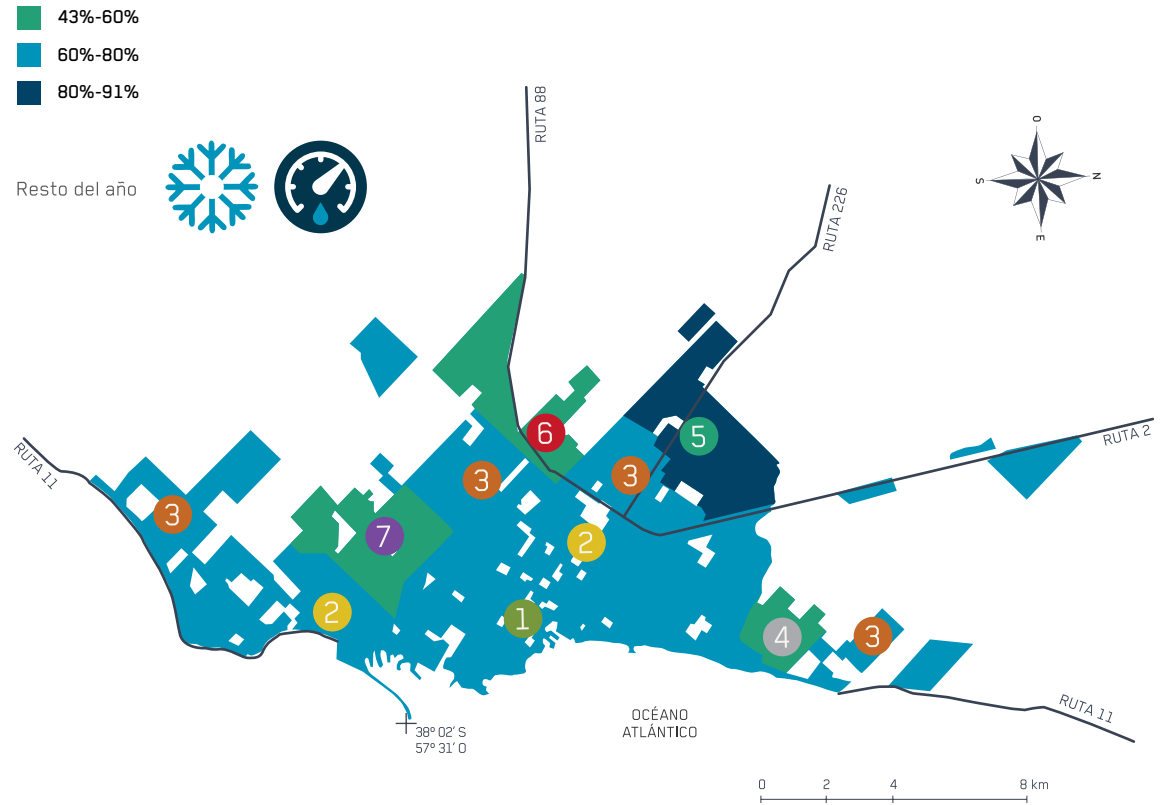 43%-60%
60%-80%
80%-91%
Resto del año
RUTA 88
RUTA 226
O
N
S
E
RUTA 2
RUTA 11
6
5
3
3
3
7
2
2
1
4
3
38º 02' S
57º 31' O
OCÉANO
ATLÁNTICO
RUTA 11
0 2 4 8 km